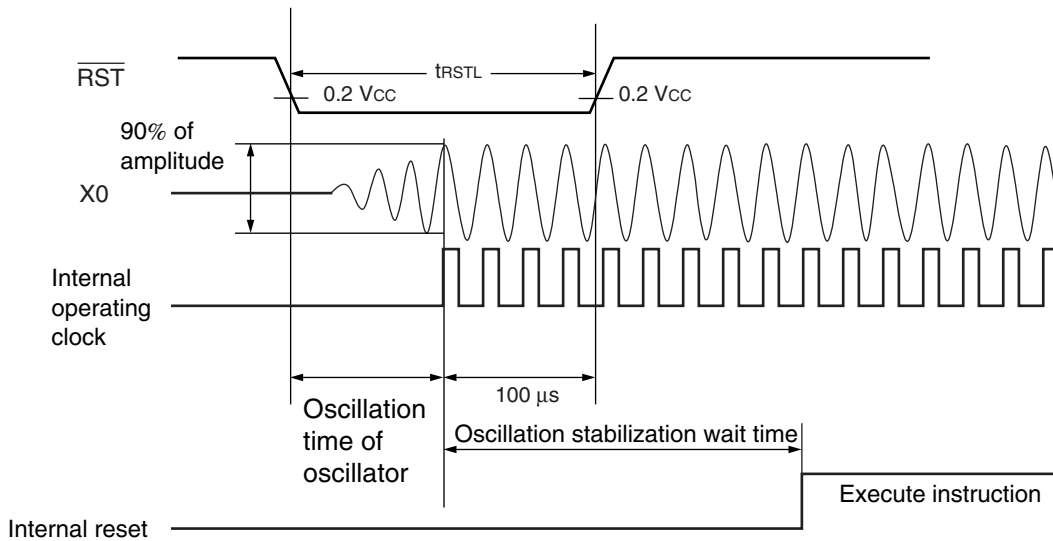 RST
tRSTL
0.2 VCC
0.2 VCC
90% of
amplitude
X0
Internal
operating
clock
100 μs
Oscillation
time of
oscillator
Oscillation stabilization wait time
Execute instruction
Internal reset